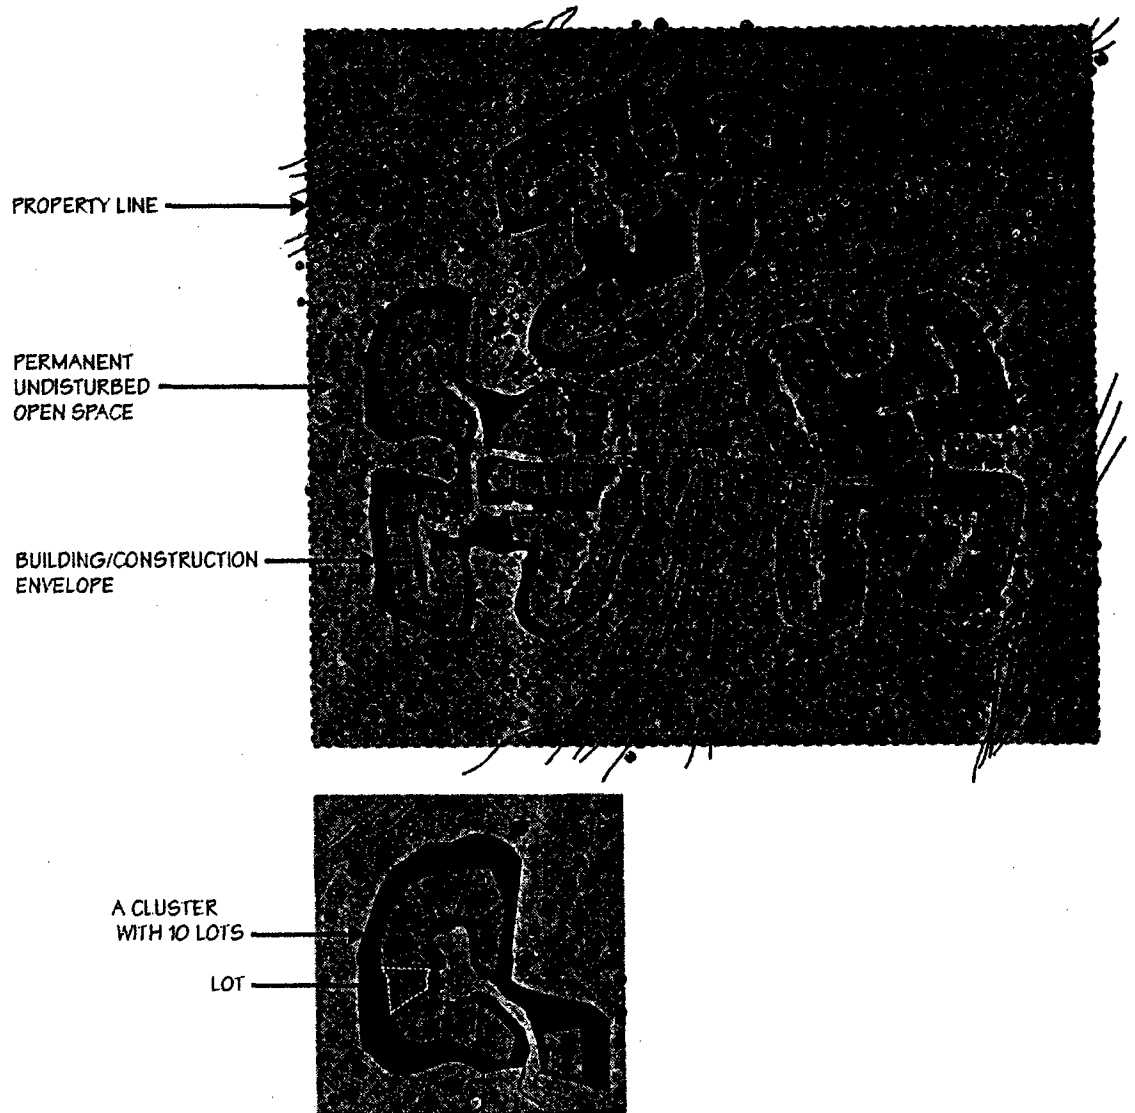 PROPERTY LINE
PERMANENT
UNDISTURBED
OPEN SPACE
BUILDING/CONSTRUCTION
ENVELOPE
A CLUSTER
WITH 10 LOTS
LOT